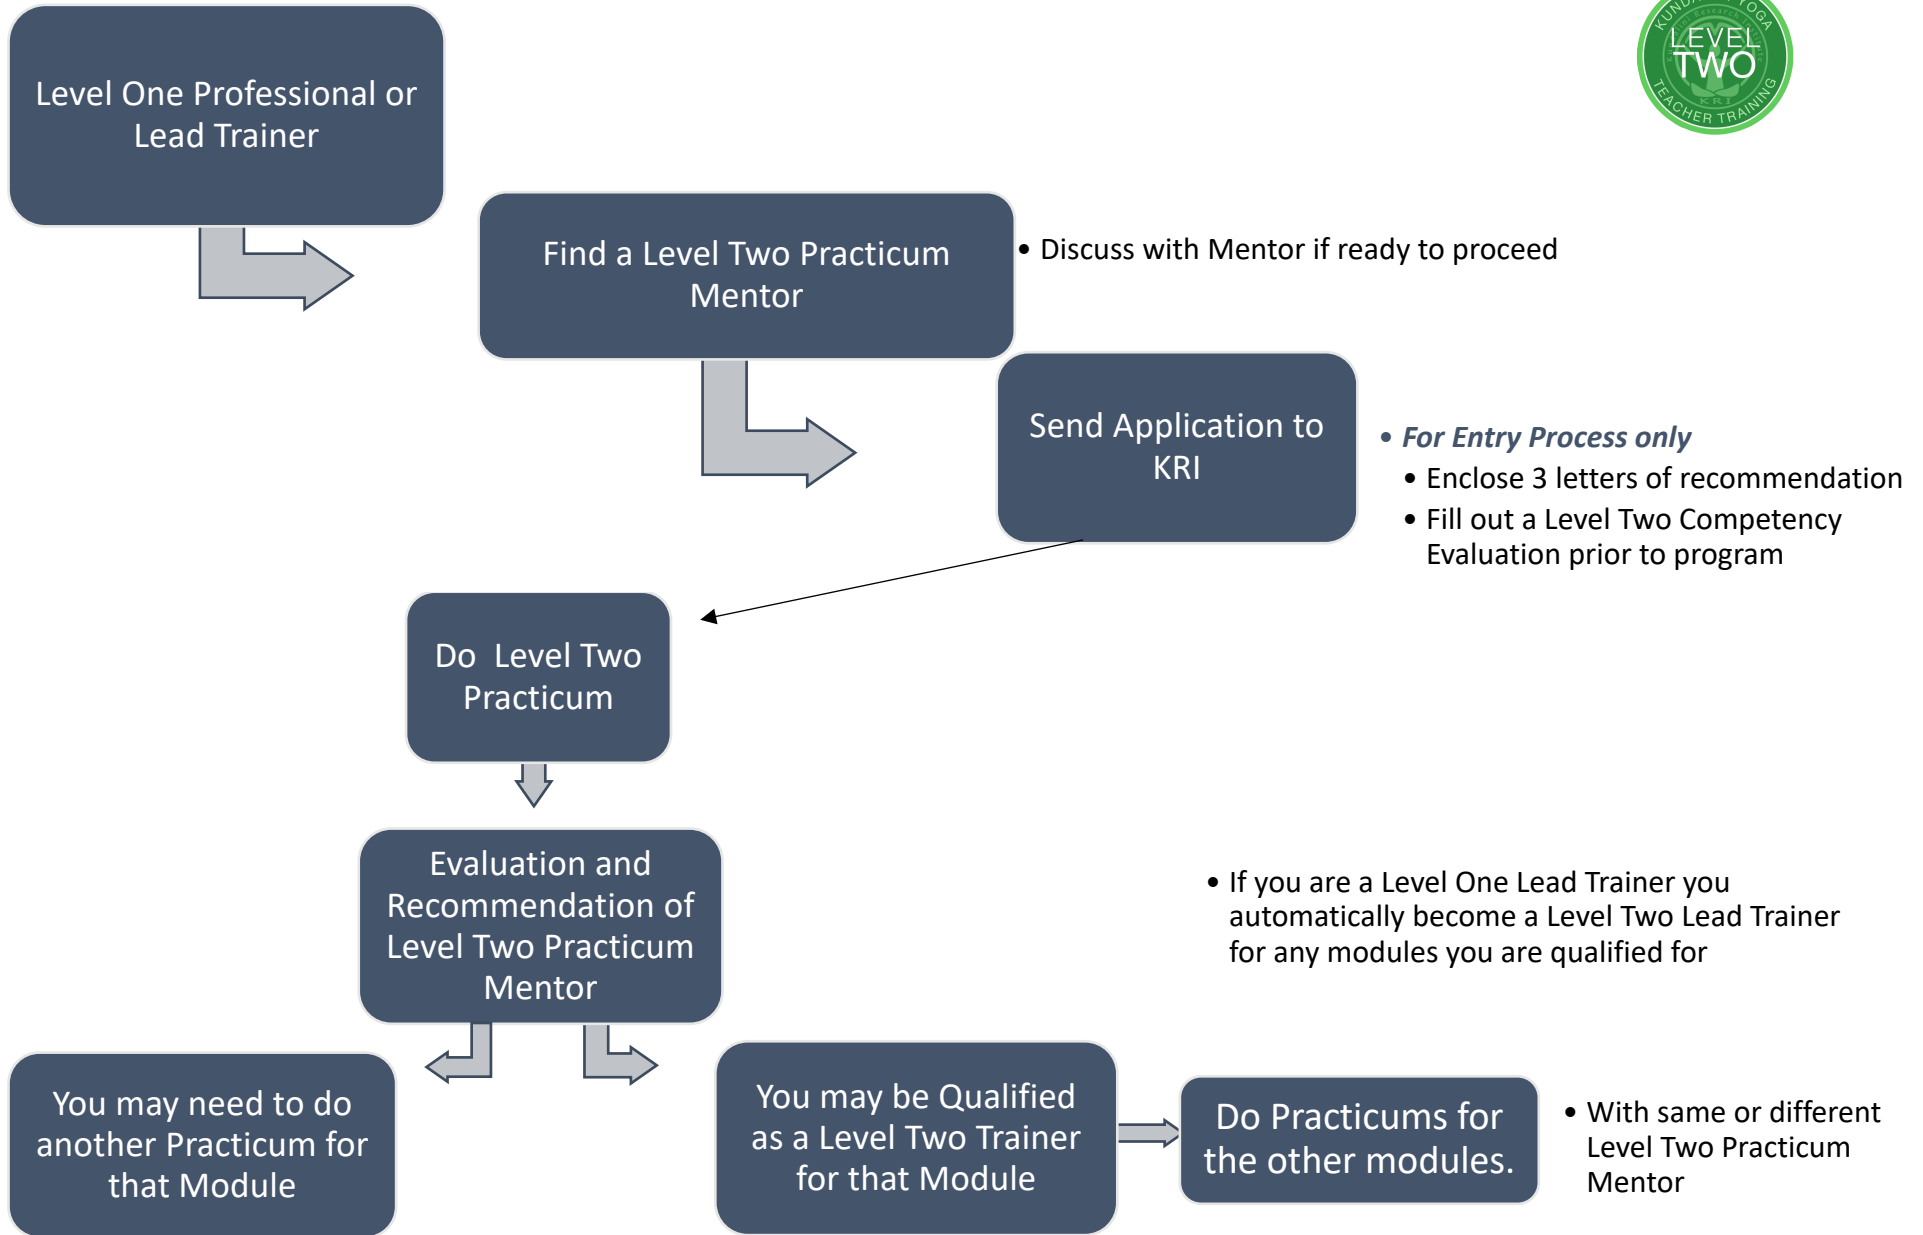 KUNDALINI YOGA
LEVEL
TWO
KRI
TEACHER TRAINING
Level One Professional or
Lead Trainer
Find a Level Two Practicum
Mentor
• Discuss with Mentor if ready to proceed
Send Application to
KRI
• For Entry Process only
• Enclose 3 letters of recommendation
• Fill out a Level Two Competency
Evaluation prior to program
Do Level Two
Practicum
Evaluation and
Recommendation of
Level Two Practicum
Mentor
• If you are a Level One Lead Trainer you
automatically become a Level Two Lead Trainer
for any modules you are qualified for
You may need to do
another Practicum for
that Module
You may be Qualified
as a Level Two Trainer
for that Module
Do Practicums for
the other modules.
• With same or different
Level Two Practicum
Mentor